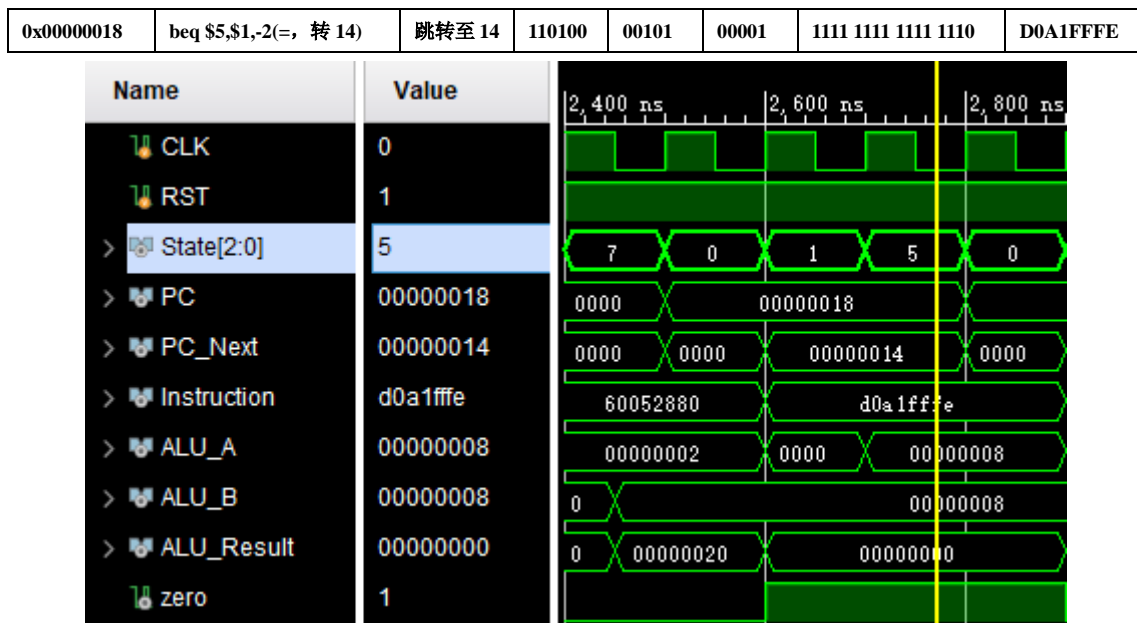 0x00000018 beq $5,$1,-2(=，转 14) 跳转至 14 110100 00101 00001 1111 1111 1111 1110 D0A1FFFE
Name Value 2,400 ns 2,600 ns 2,800 ns
CLK 0
RST 1
State[2:0] 5 7 0 1 5 0
PC 00000018 0000 00000018
PC_Next 00000014 0000 0000 00000014 0000
Instruction d0a1fffe 60052880 d0a1fffe
ALU_A 00000008 00000002 0000 00000008
ALU_B 00000008 0 00000008
ALU_Result 00000000 0 00000020 00000000
zero 1